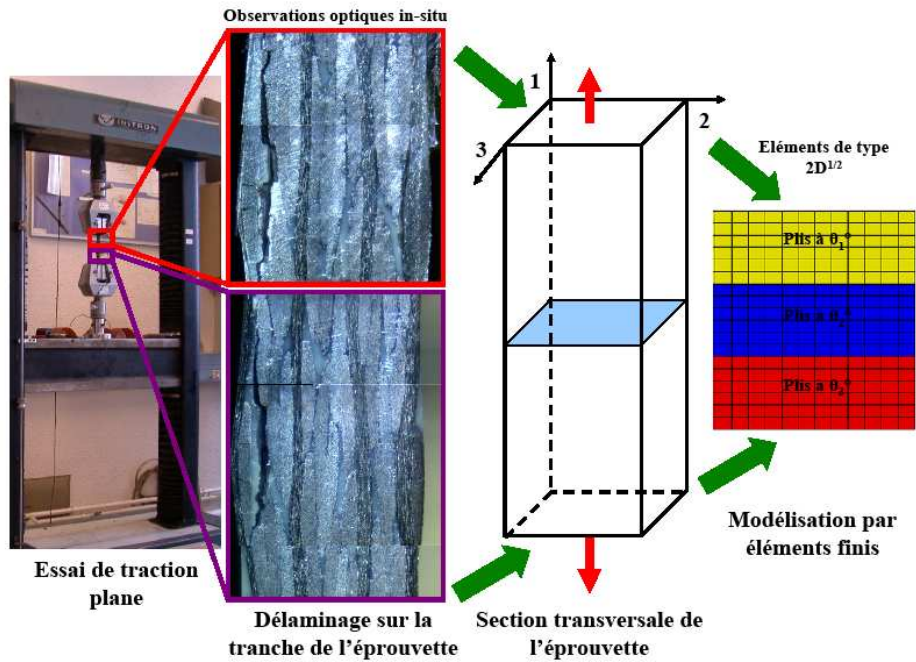 Observations optiques in-situ
INSTRON
1
2
3
Eléments de type
2D1/2
Plis à θ1°
Plis à θ2°
Plis à θ3°
Essai de traction
plane
Délaminage sur la
tranche de l'éprouvette
Section transversale de
l'éprouvette
Modélisation par
éléments finis